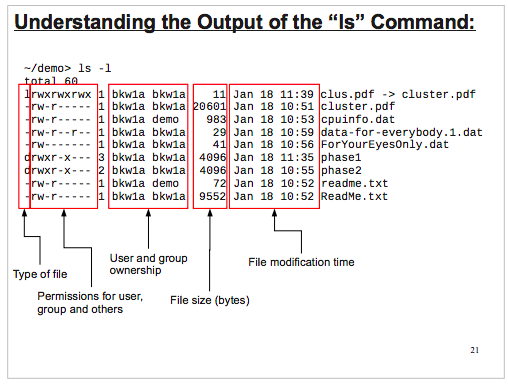 Understanding the Output of the “ls” Command:
~/demo> ls -l
total 60
lrwxrwxrwx 1 bkw1a bkw1a 11 Jan 18 11:39 clus.pdf -> cluster.pdf
-rw-r----- 1 bkw1a bkw1a 20601 Jan 18 10:51 cluster.pdf
-rw-r----- 1 bkw1a demo 983 Jan 18 10:53 cpuinfo.dat
-rw-r--r-- 1 bkw1a bkw1a 29 Jan 18 10:59 data-for-everybody.1.dat
-rw------- 1 bkw1a bkw1a 41 Jan 18 10:56 ForYourEyesOnly.dat
drwxr-x--- 3 bkw1a bkw1a 4096 Jan 18 11:35 phase1
drwxr-x--- 2 bkw1a bkw1a 4096 Jan 18 10:55 phase2
-rw-r----- 1 bkw1a demo 72 Jan 18 10:52 readme.txt
-rw-r----- 1 bkw1a bkw1a 9552 Jan 18 10:52 ReadMe.txt
Type of file
Permissions for user,
group and others
User and group
ownership
File size (bytes)
File modification time
21